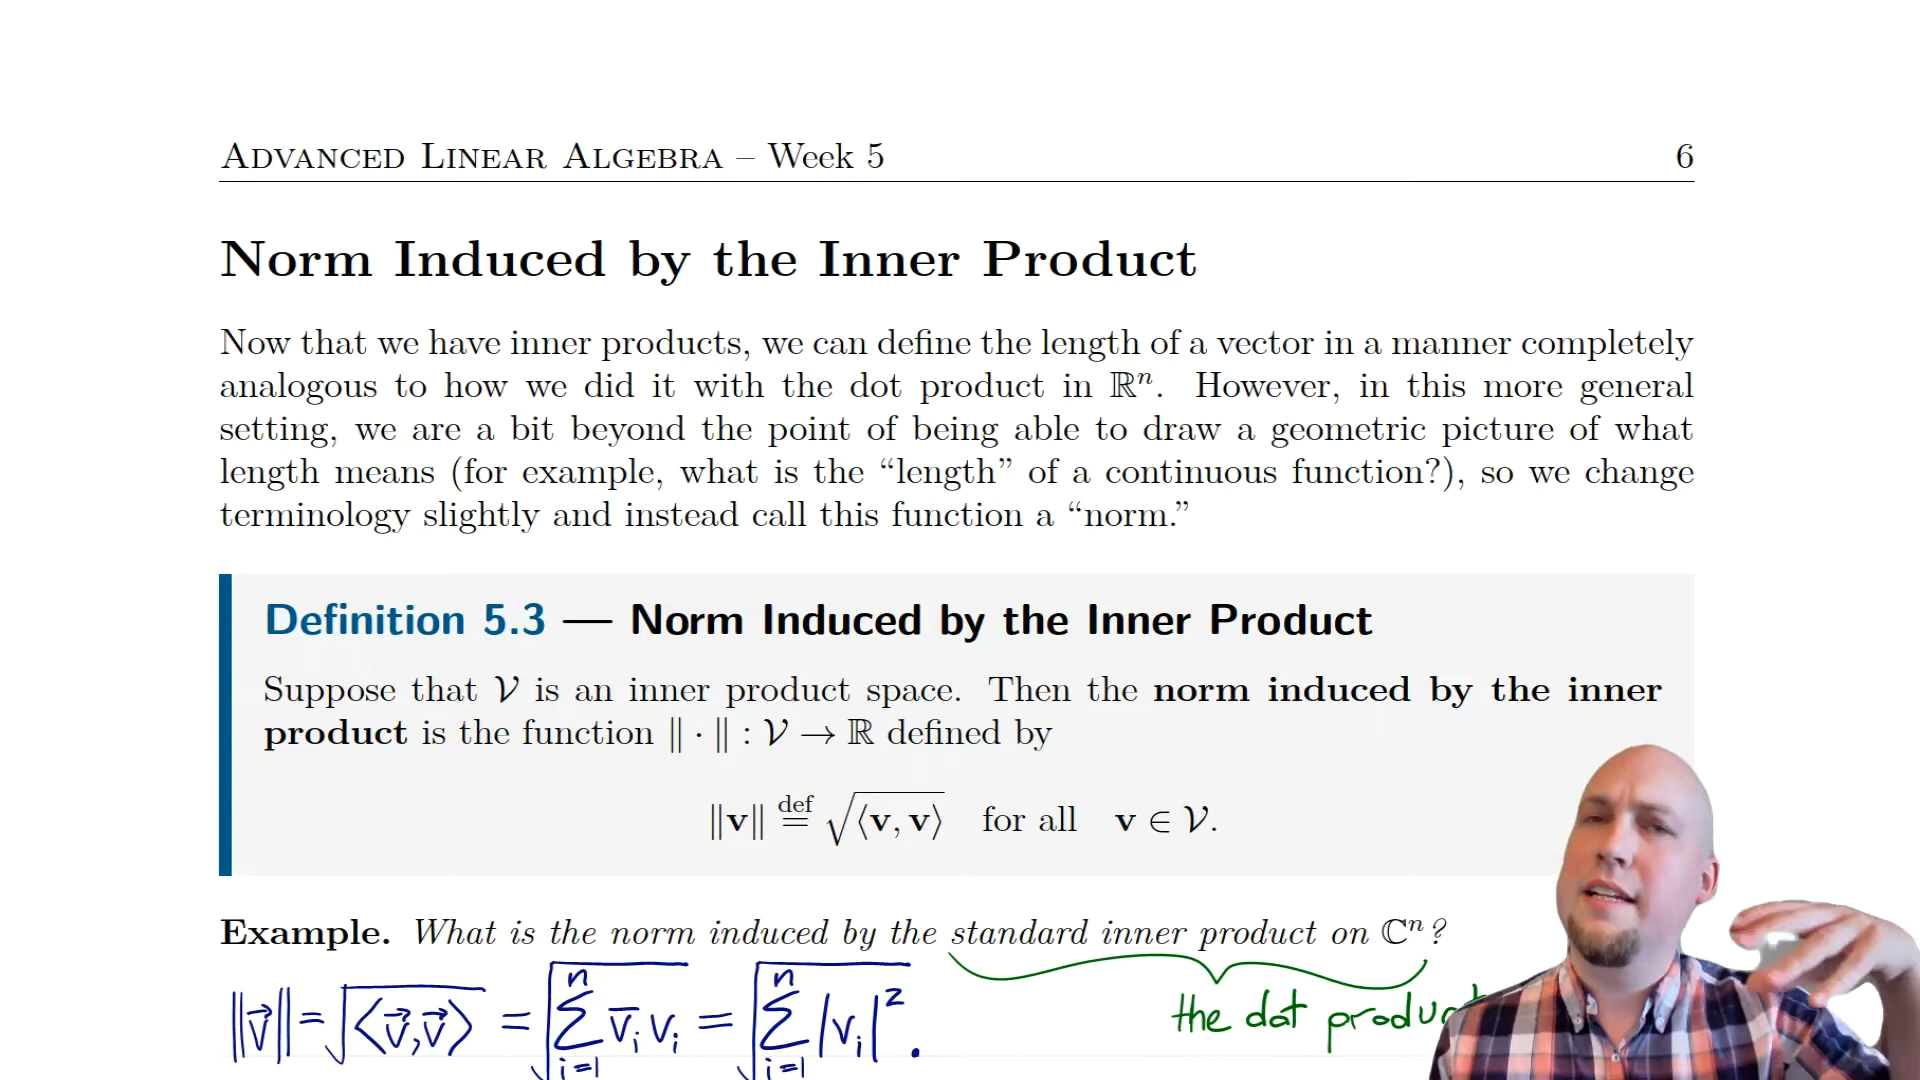 ADVANCED LINEAR ALGEBRA – Week 5 6
Norm Induced by the Inner Product
Now that we have inner products, we can define the length of a vector in a manner completely
analogous to how we did it with the dot product in ℝⁿ. However, in this more general
setting, we are a bit beyond the point of being able to draw a geometric picture of what
length means (for example, what is the “length” of a continuous function?), so we change
terminology slightly and instead call this function a “norm.”
Definition 5.3 — Norm Induced by the Inner Product
Suppose that 𝒱 is an inner product space. Then the norm induced by the inner
product is the function ‖ · ‖ : 𝒱 → ℝ defined by
‖v‖ def= √⟨v, v⟩ for all v ∈ 𝒱.
Example. What is the norm induced by the standard inner product on ℂⁿ?
‖v⃗‖ = √⟨v⃗,v⃗⟩ = √∑ⁿᵢ₌₁ v̄ᵢ vᵢ = √∑ⁿᵢ₌₁ |vᵢ|² . the dot